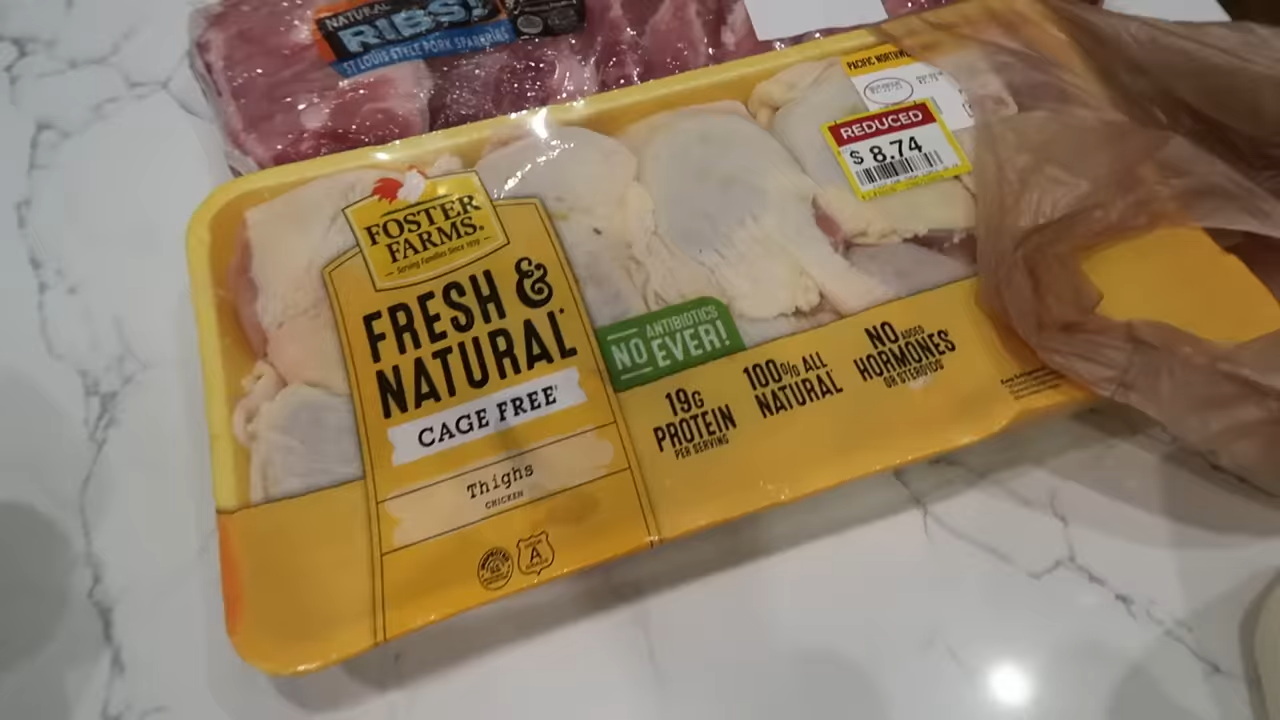 NATURAL
RIBS!
ST LOUIS STYLE PORK SPARERIBS
PACIFIC NORTHWE
REDUCED
$ 8.74
FOSTER
FARMS®
Serving Families Since 1939
FRESH &
NATURAL*
CAGE FREE†
Thighs
CHICKEN
ANTIBIOTICS
NO EVER!
19G
PROTEIN
PER SERVING
100% ALL
NATURAL*
NO ADDED
HORMONES
OR STEROIDS
A
GRADE